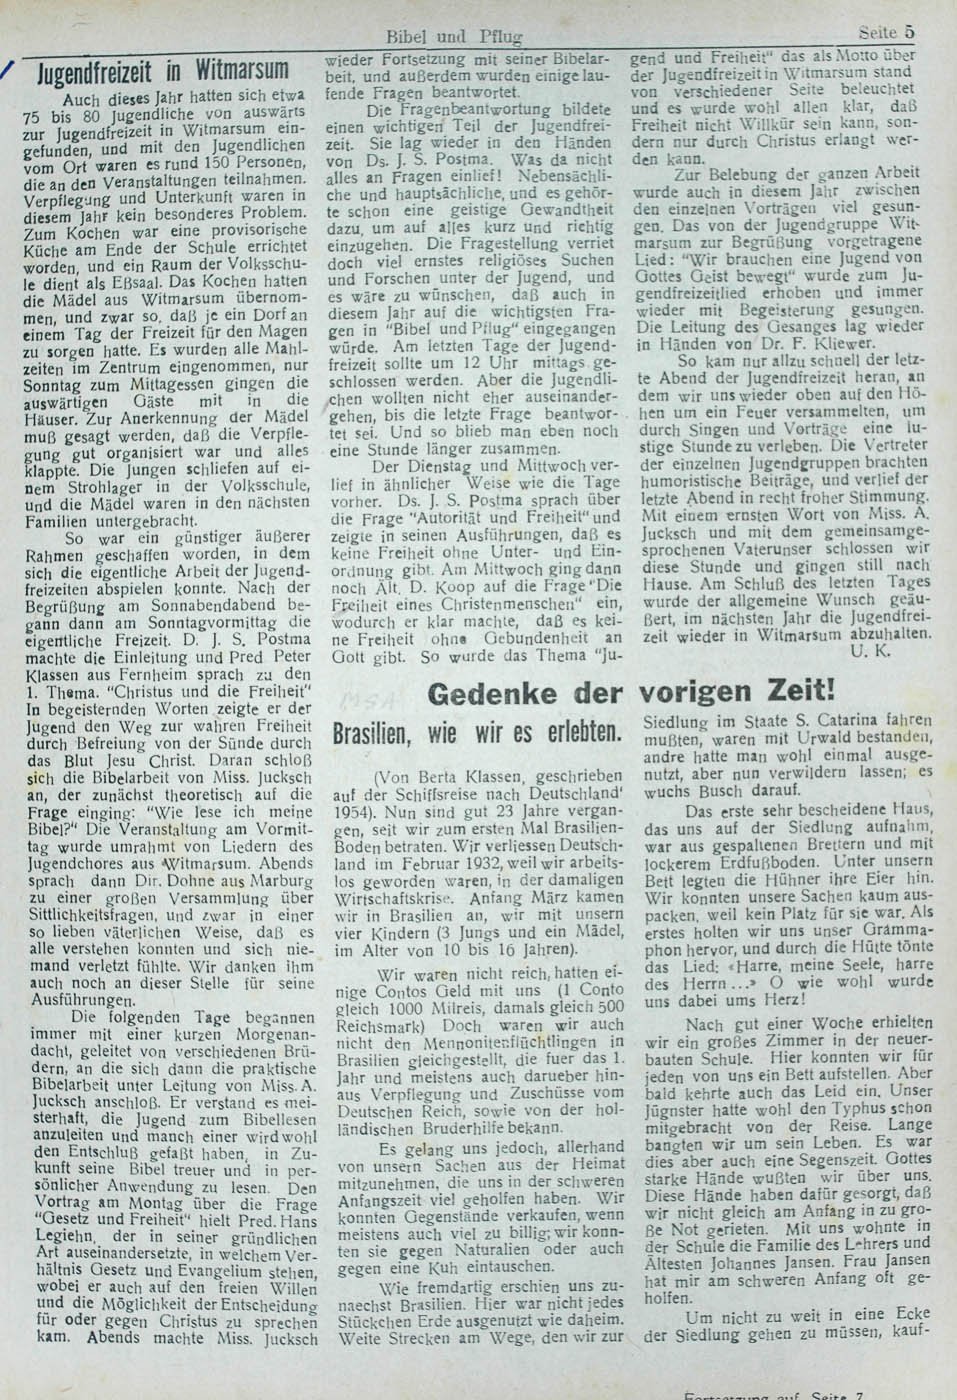 Bibel und Pflug
Seite 5
Jugendfreizeit in Witmarsum
Auch dieses Jahr hatten sich etwa
75 bis 80 Jugendliche von auswärts
zur Jugendfreizeit in Witmarsum ein-
gefunden, und mit den Jugendlichen
vom Ort waren es rund 150 Personen,
die an den Veranstaltungen teilnahmen.
Verpflegung und Unterkunft waren in
diesem Jahr kein besonderes Problem.
Zum Kochen war eine provisorische
Küche am Ende der Schule errichtet
worden, und ein Raum der Volksschu-
le dient als Eßsaal. Das Kochen hatten
die Mädel aus Witmarsum übernom-
men, und zwar so, daß je ein Dorf an
einem Tag der Freizeit für den Magen
zu sorgen hatte. Es wurden alle Mahl-
zeiten im Zentrum eingenommen, nur
Sonntag zum Mittagessen gingen die
auswärtigen Gäste mit in die
Häuser. Zur Anerkennung der Mädel
muß gesagt werden, daß die Verpfle-
gung gut organisiert war und alles
klappte. Die Jungen schliefen auf ei-
nem Strohlager in der Volksschule,
und die Mädel waren in den nächsten
Familien untergebracht.
So war ein günstiger äußerer
Rahmen geschaffen worden, in dem
sich die eigentliche Arbeit der Jugend-
freizeiten abspielen konnte. Nach der
Begrüßung am Sonnabendabend be-
gann dann am Sonntagvormittag die
eigentliche Freizeit. D. J. S. Postma
machte die Einleitung und Pred Peter
Klassen aus Fernheim sprach zu den
1. Thema. "Christus und die Freiheit"
In begeisternden Worten zeigte er der
Jugend den Weg zur wahren Freiheit
durch Befreiung von der Sünde durch
das Blut Jesu Christ. Daran schloß
sich die Bibelarbeit von Miss. Jucksch
an, der zunächst theoretisch auf die
Frage einging: "Wie lese ich meine
Bibel?" Die Veranstaltung am Vormit-
tag wurde umrahmt von Liedern des
Jugendchores aus Witmarsum. Abends
sprach dann Dir. Dohne aus Marburg
zu einer großen Versammlung über
Sittlichkeitsfragen, und zwar in einer
so lieben väterlichen Weise, daß es
alle verstehen konnten und sich nie-
mand verletzt fühlte. Wir danken ihm
auch noch an dieser Stelle für seine
Ausführungen.
Die folgenden Tage begannen
immer mit einer kurzen Morgenan-
dacht, geleitet von verschiedenen Brü-
dern, an die sich dann die praktische
Bibelarbeit unter Leitung von Miss. A.
Jucksch anschloß. Er verstand es mei-
sterhaft, die Jugend zum Bibellesen
anzuleiten und manch einer wird wohl
den Entschluß gefaßt haben, in Zu-
kunft seine Bibel treuer und in per-
sönlicher Anwendung zu lesen. Den
Vortrag am Montag über die Frage
"Gesetz und Freiheit" hielt Pred. Hans
Legiehn, der in seiner gründlichen
Art auseinandersetzte, in welchem Ver-
hältnis Gesetz und Evangelium stehen,
wobei er auch auf den freien Willen
und die Möglichkeit der Entscheidung
für oder gegen Christus zu sprechen
kam. Abends machte Miss. Jucksch
wieder Fortsetzung mit seiner Bibelar-
beit, und außerdem wurden einige lau-
fende Fragen beantwortet.
Die Fragenbeantwortung bildete
einen wichtigen Teil der Jugendfrei-
zeit. Sie lag wieder in den Händen
von Ds. J. S. Postma. Was da nicht
alles an Fragen einlief! Nebensächli-
che und hauptsächliche, und es gehör-
te schon eine geistige Gewandtheit
dazu, um auf alles kurz und richtig
einzugehen. Die Fragestellung verriet
doch viel ernstes religiöses Suchen
und Forschen unter der Jugend, und
es wäre zu wünschen, daß auch in
diesem Jahr auf die wichtigsten Fra-
gen in "Bibel und Pflug" eingegangen
würde. Am letzten Tage der Jugend-
freizeit sollte um 12 Uhr mittags ge-
schlossen werden. Aber die Jugendli-
chen wollten nicht eher auseinander-
gehen, bis die letzte Frage beantwor-
tet sei. Und so blieb man eben noch
eine Stunde länger zusammen.
Der Dienstag und Mittwoch ver-
lief in ähnlicher Weise wie die Tage
vorher. Ds. J. S. Postma sprach über
die Frage "Autorität und Freiheit" und
zeigte in seinen Ausführungen, daß es
keine Freiheit ohne Unter- und Ein-
ordnung gibt. Am Mittwoch ging dann
noch Ält. D. Koop auf die Frage "Die
Freiheit eines Christenmenschen" ein,
wodurch er klar machte, daß es kei-
ne Freiheit ohne Gebundenheit an
Gott gibt. So wurde das Thema "Ju-
gend und Freiheit" das als Motto über
der Jugendfreizeit in Witmarsum stand
von verschiedener Seite beleuchtet
und es wurde wohl allen klar, daß
Freiheit nicht Willkür sein kann, son-
dern nur durch Christus erlangt wer-
den kann.
Zur Belebung der ganzen Arbeit
wurde auch in diesem Jahr zwischen
den einzelnen Vorträgen viel gesun-
gen. Das von der Jugendgruppe Wit-
marsum zur Begrüßung vorgetragene
Lied: "Wir brauchen eine Jugend von
Gottes Geist bewegt" wurde zum Ju-
gendfreizeitlied erhoben und immer
wieder mit Begeisterung gesungen.
Die Leitung des Gesanges lag wieder
in Händen von Dr. F. Kliewer.
So kam nur allzu schnell der letz-
te Abend der Jugendfreizeit heran, an
dem wir uns wieder oben auf den Hö-
hen um ein Feuer versammelten, um
durch Singen und Vorträge eine lu-
stige Stunde zu verleben. Die Vertreter
der einzelnen Jugendgruppen brachten
humoristische Beiträge, und verlief der
letzte Abend in recht froher Stimmung.
Mit einem ernsten Wort von Miss. A.
Jucksch und mit dem gemeinsamge-
sprochenen Vaterunser schlossen wir
diese Stunde und gingen still nach
Hause. Am Schluß des letzten Tages
wurde der allgemeine Wunsch geäu-
ßert, im nächsten Jahr die Jugendfrei-
zeit wieder in Witmarsum abzuhalten.
U. K.
MSA
Gedenke der vorigen Zeit!
Brasilien, wie wir es erlebten.
(Von Berta Klassen, geschrieben
auf der Schiffsreise nach Deutschland'
1954). Nun sind gut 23 Jahre vergan-
gen, seit wir zum ersten Mal Brasilien-
Boden betraten. Wir verliessen Deutsch-
land im Februar 1932, weil wir arbeits-
los geworden waren, in der damaligen
Wirtschaftskrise. Anfang März kamen
wir in Brasilien an, wir mit unsern
vier Kindern (3 Jungs und ein Mädel,
im Alter von 10 bis 16 Jahren).
Wir waren nicht reich, hatten ei-
nige Contos Geld mit uns (1 Conto
gleich 1000 Milreis, damals gleich 500
Reichsmark) Doch waren wir auch
nicht den Mennonitenflüchtlingen in
Brasilien gleichgestellt, die fuer das 1.
Jahr und meistens auch darueber hin-
aus Verpflegung und Zuschüsse vom
Deutschen Reich, sowie von der hol-
ländischen Bruderhilfe bekann.
Es gelang uns jedoch, allerhand
von unsern Sachen aus der Heimat
mitzunehmen, die uns in der schweren
Anfangszeit viel geholfen haben. Wir
konnten Gegenstände verkaufen, wenn
meistens auch viel zu billig; wir konn-
ten sie gegen Naturalien oder auch
gegen eine Kuh eintauschen.
Wie fremdartig erschien uns zu-
naechst Brasilien. Hier war nicht jedes
Stückchen Erde ausgenutzt wie daheim.
Weite Strecken am Wege, den wir zur
Siedlung im Staate S. Catarina fahren
mußten, waren mit Urwald bestanden,
andre hatte man wohl einmal ausge-
nutzt, aber nun verwildern lassen; es
wuchs Busch darauf.
Das erste sehr bescheidene Haus,
das uns auf der Siedlung aufnahm,
war aus gespaltenen Brettern und mit
lockerem Erdfußboden. Unter unsern
Bett legten die Hühner ihre Eier hin.
Wir konnten unsere Sachen kaum aus-
packen, weil kein Platz für sie war. Als
erstes holten wir uns unser Gramma-
phon hervor, und durch die Hütte tönte
das Lied: «Harre, meine Seele, harre
des Herrn...» O wie wohl wurde
uns dabei ums Herz!
Nach gut einer Woche erhielten
wir ein großes Zimmer in der neuer-
bauten Schule. Hier konnten wir für
jeden von uns ein Bett aufstellen. Aber
bald kehrte auch das Leid ein. Unser
Jügnster hatte wohl den Typhus schon
mitgebracht von der Reise. Lange
bangten wir um sein Leben. Es war
dies aber auch eine Segenszeit. Gottes
starke Hände wußten wir über uns.
Diese Hände haben dafür gesorgt, daß
wir nicht gleich am Anfang in zu gro-
ße Not gerieten. Mit uns wohnte in
der Schule die Familie des Lehrers und
Ältesten Johannes Jansen. Frau Jansen
hat mir am schweren Anfang oft ge-
holfen.
Um nicht zu weit in eine Ecke
der Siedlung gehen zu müssen, kauf-
Fortsetzung auf Seite 7